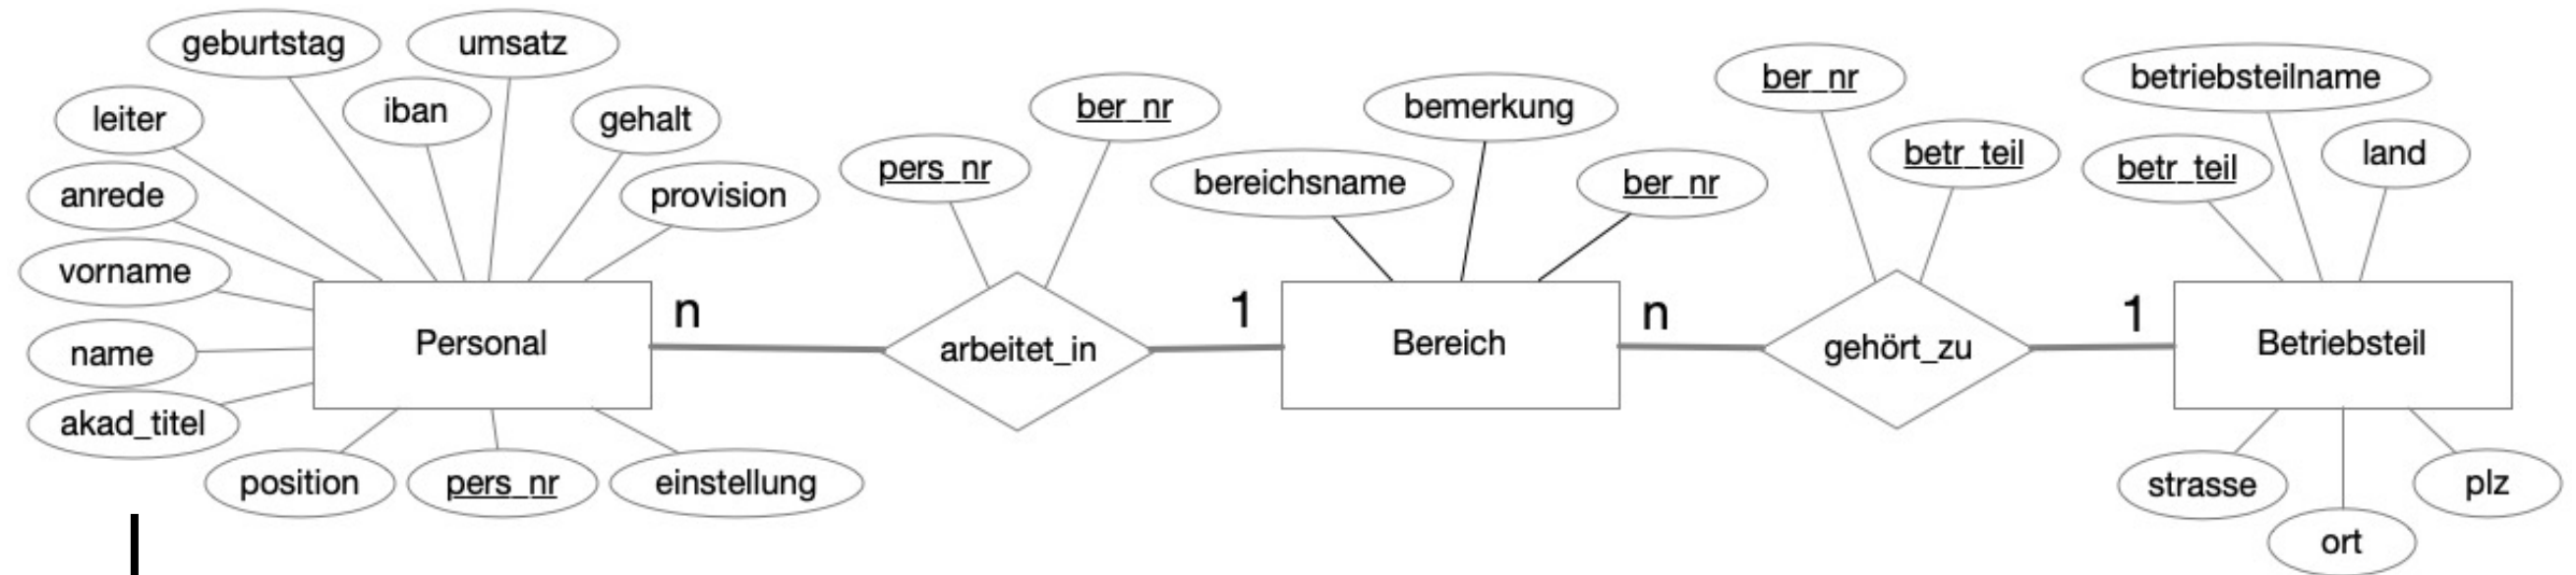 geburtstag
umsatz
leiter
iban
gehalt
anrede
provision
vorname
name
akad_titel
position
pers_nr
einstellung
Personal
n
pers_nr
ber_nr
arbeitet_in
1
bereichsname
bemerkung
ber_nr
Bereich
n
ber_nr
betr_teil
gehört_zu
1
betriebsteilname
betr_teil
land
Betriebsteil
strasse
ort
plz